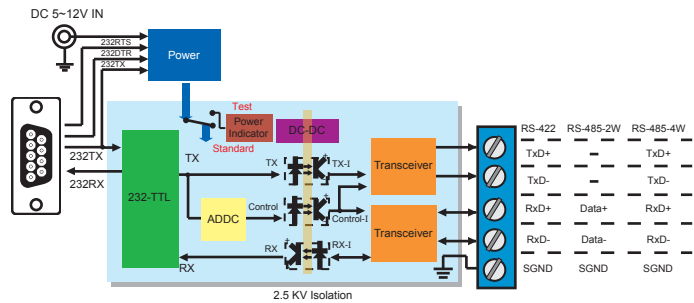 DC 5~12V IN
232RTS
232DTR
232TX
Power
Test
Power
Indicator
DC-DC
Standard
232TX
232RX
232-TTL
TX
TX
TX-I
Transceiver
ADDC
Control
Control-I
Transceiver
RX
RX-I
RX
2.5 KV Isolation
RS-422 RS-485-2W RS-485-4W
TxD+ - TxD+
TxD- - TxD-
RxD+ Data+ RxD+
RxD- Data- RxD-
SGND SGND SGND